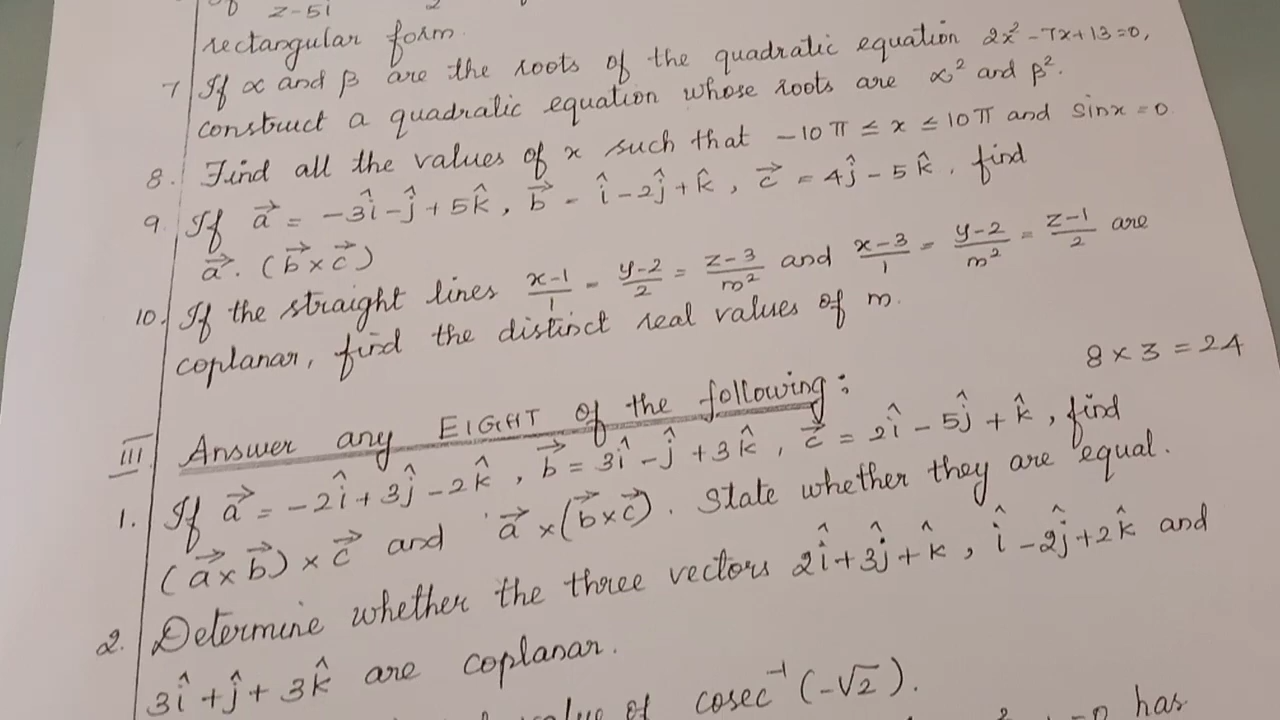 z-5i
rectangular form.
7 If α and β are the roots of the quadratic equation 2x² - 7x + 13 = 0,
construct a quadratic equation whose roots are α² and β².
8. Find all the values of x such that -10π ≤ x ≤ 10π and sinx = 0
9. If a⃗ = -3î - ĵ + 5k̂, b⃗ = î - 2ĵ + k̂, c⃗ = 4ĵ - 5k̂, find
a⃗. (b⃗ × c⃗)
10. If the straight lines (x-1)/1 = (y-2)/2 = (z-3)/m² and (x-3)/1 = (y-2)/m² = (z-1)/2 are
coplanar, find the distinct real values of m.
8 × 3 = 24
III Answer any EIGHT of the following:
1. If a⃗ = -2î + 3ĵ - 2k̂, b⃗ = 3î - ĵ + 3k̂, c⃗ = 2î - 5ĵ + k̂, find
(a⃗ × b⃗) × c⃗ and a⃗ × (b⃗ × c⃗). State whether they are equal.
2. Determine whether the three vectors 2î + 3ĵ + k̂, î - 2ĵ + 2k̂ and
3î + ĵ + 3k̂ are coplanar.
of cosec⁻¹(-√2).
has